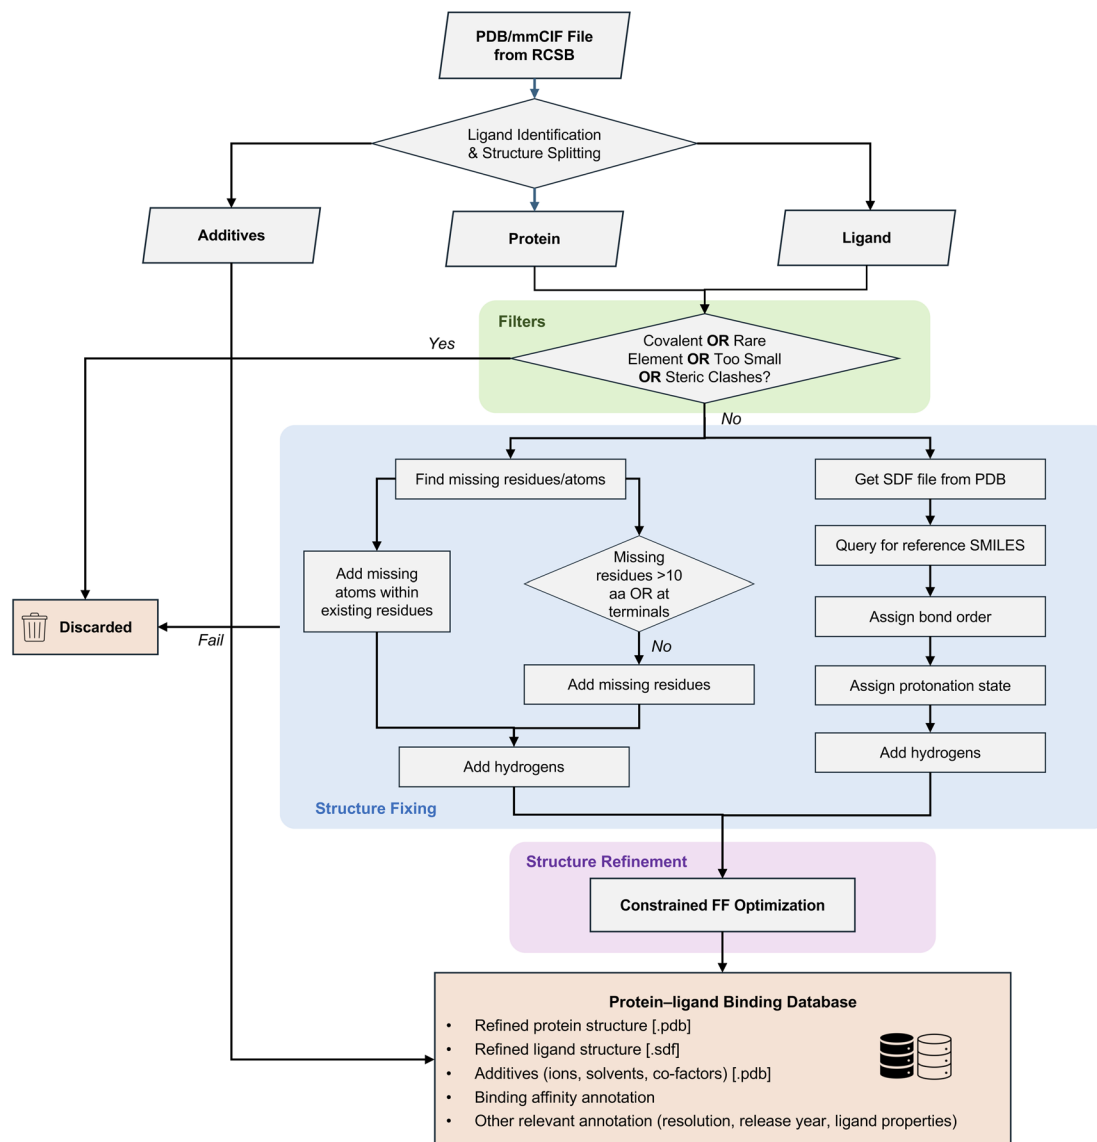 PDB/mmCIF File
from RCSB
Ligand Identification
& Structure Splitting
Additives
Protein
Ligand
Filters
Yes
Covalent OR Rare
Element OR Too Small
OR Steric Clashes?
No
Find missing residues/atoms
Get SDF file from PDB
Query for reference SMILES
Add missing
atoms within
existing residues
Missing
residues >10
aa OR at
terminals
Assign bond order
Discarded
Fail
No
Add missing residues
Assign protonation state
Add hydrogens
Add hydrogens
Structure Fixing
Structure Refinement
Constrained FF Optimization
Protein–ligand Binding Database
• Refined protein structure [.pdb]
• Refined ligand structure [.sdf]
• Additives (ions, solvents, co-factors) [.pdb]
• Binding affinity annotation
• Other relevant annotation (resolution, release year, ligand properties)